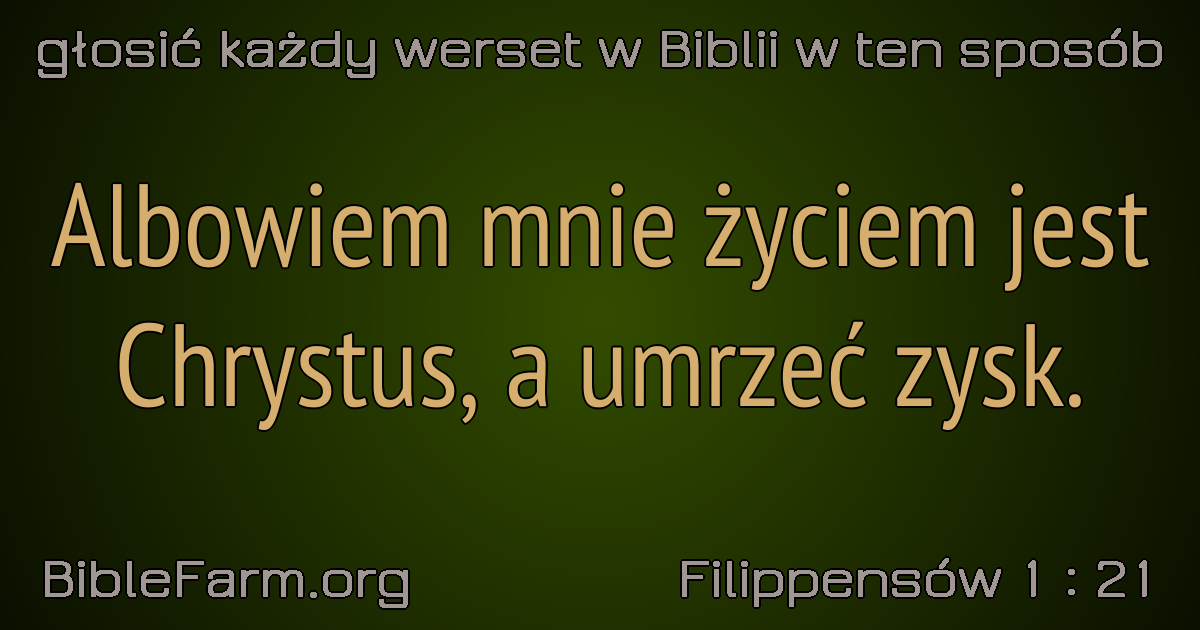 głosić każdy werset w Biblii w ten sposób
Albowiem mnie życiem jest
Chrystus, a umrzeć zysk.
BibleFarm.org
Filippensów 1 : 21